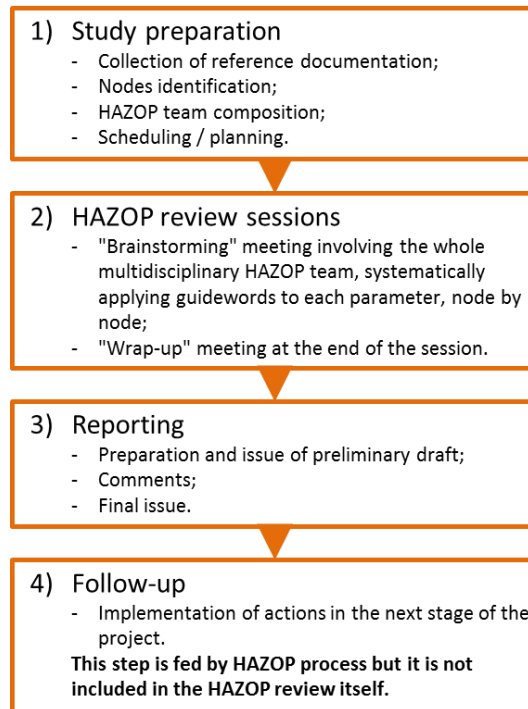 1) Study preparation
- Collection of reference documentation;
- Nodes identification;
- HAZOP team composition;
- Scheduling / planning.
2) HAZOP review sessions
- "Brainstorming" meeting involving the whole
multidisciplinary HAZOP team, systematically
applying guidewords to each parameter, node by
node;
- "Wrap-up" meeting at the end of the session.
3) Reporting
- Preparation and issue of preliminary draft;
- Comments;
- Final issue.
4) Follow-up
- Implementation of actions in the next stage of the
project.
This step is fed by HAZOP process but it is not
included in the HAZOP review itself.